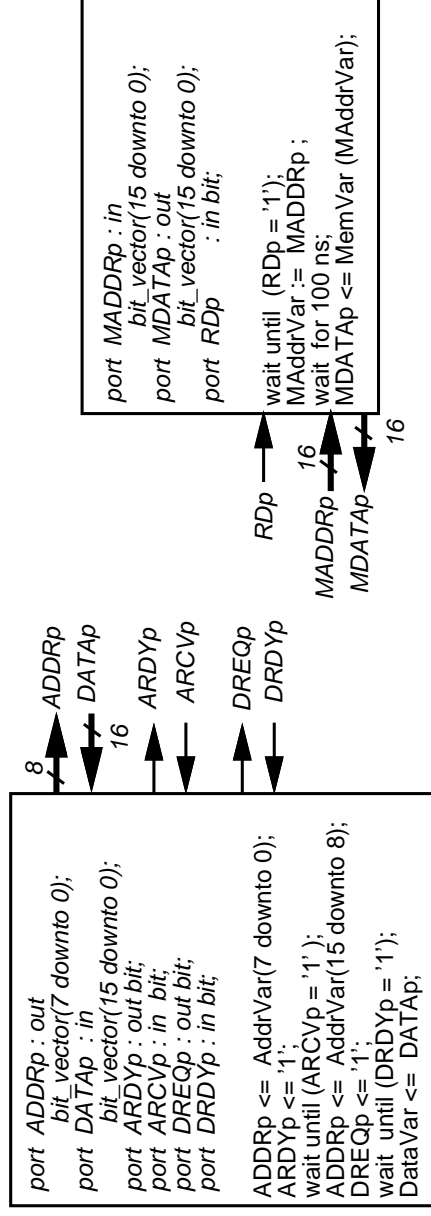 port ADDRp : out
bit_vector(7 downto 0);
port DATAp : in
bit_vector(15 downto 0);
port ARDYp : out bit;
port ARCVp : in bit;
port DREQp : out bit;
port DRDYp : in bit;
ADDRp <= AddrVar(7 downto 0);
ARDYp <= '1';
wait until (ARCVp = '1' );
ADDRp <= AddrVar(15 downto 8);
DREQp <= '1';
wait until (DRDYp = '1');
DataVar <= DATAp;
8
ADDRp
DATAp
16
ARDYp
ARCVp
DREQp
DRDYp
RDp
16
MADDRp
MDATAp
16
port MADDRp : in
bit_vector(15 downto 0);
port MDATAp : out
bit_vector(15 downto 0);
port RDp : in bit;
wait until (RDp = '1');
MAddrVar := MADDRp ;
wait for 100 ns;
MDATAp <= MemVar (MAddrVar);